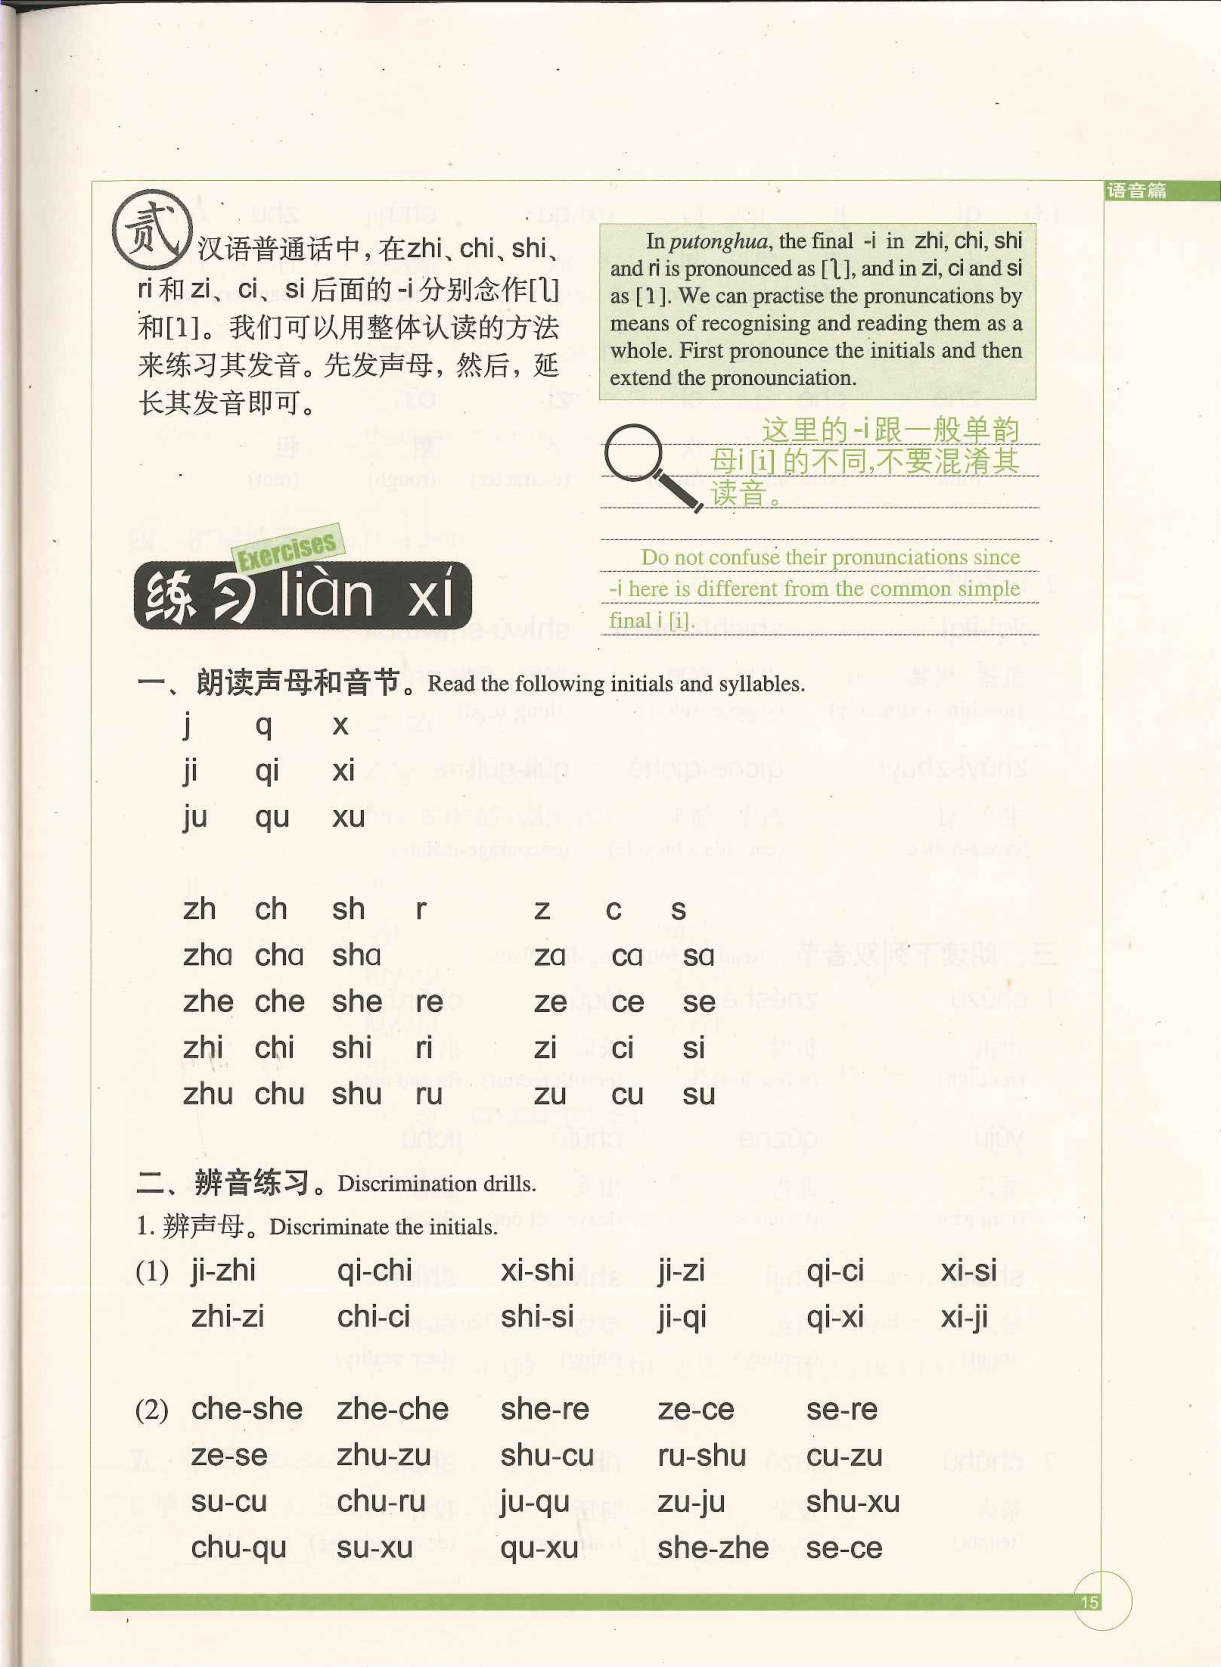 语音篇
贰
汉语普通话中，在zhi、chi、shi、
ri和zi、ci、si后面的-i分别念作[ʅ]
和[ɿ]。我们可以用整体认读的方法
来练习其发音。先发声母，然后，延
长其发音即可。
In putonghua, the final -i in zhi, chi, shi
and ri is pronounced as [ʅ], and in zi, ci and si
as [ɿ]. We can practise the pronuncations by
means of recognising and reading them as a
whole. First pronounce the initials and then
extend the pronounciation.
这里的-i跟一般单韵
母i[i]的不同,不要混淆其
读音。
Do not confuse their pronunciations since
-i here is different from the common simple
final i [i].
Exercises
练习 liàn xí
一、朗读声母和音节。Read the following initials and syllables.
j q x
ji qi xi
ju qu xu
zh ch sh r z c s
zha cha sha za ca sa
zhe che she re ze ce se
zhi chi shi ri zi ci si
zhu chu shu ru zu cu su
二、辨音练习。Discrimination drills.
1. 辨声母。Discriminate the initials.
(1) ji-zhi qi-chi xi-shi ji-zi qi-ci xi-si
zhi-zi chi-ci shi-si ji-qi qi-xi xi-ji
(2) che-she zhe-che she-re ze-ce se-re
ze-se zhu-zu shu-cu ru-shu su-zu
su-cu chu-ru ju-qu zu-ju shu-xu
chu-qu su-xu qu-xu she-zhe se-ce
15